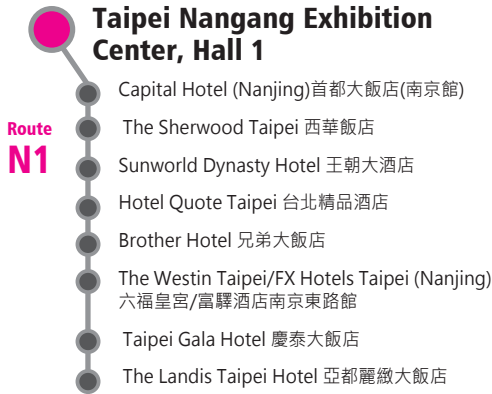 Taipei Nangang Exhibition
Center, Hall 1
Capital Hotel (Nanjing)首都大飯店(南京館)
Route
N1
The Sherwood Taipei 西華飯店
Sunworld Dynasty Hotel 王朝大酒店
Hotel Quote Taipei 台北精品酒店
Brother Hotel 兄弟大飯店
The Westin Taipei/FX Hotels Taipei (Nanjing)
六福皇宮/富驛酒店南京東路館
Taipei Gala Hotel 慶泰大飯店
The Landis Taipei Hotel 亞都麗緻大飯店